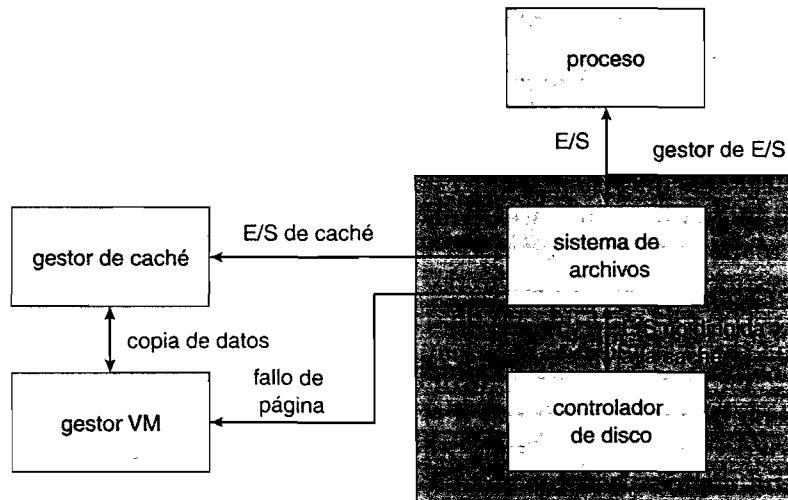 proceso
E/S
gestor de E/S
E/S de caché
gestor de caché
sistema de
archivos
copia de datos
fallo de
página
gestor VM
controlador
de disco